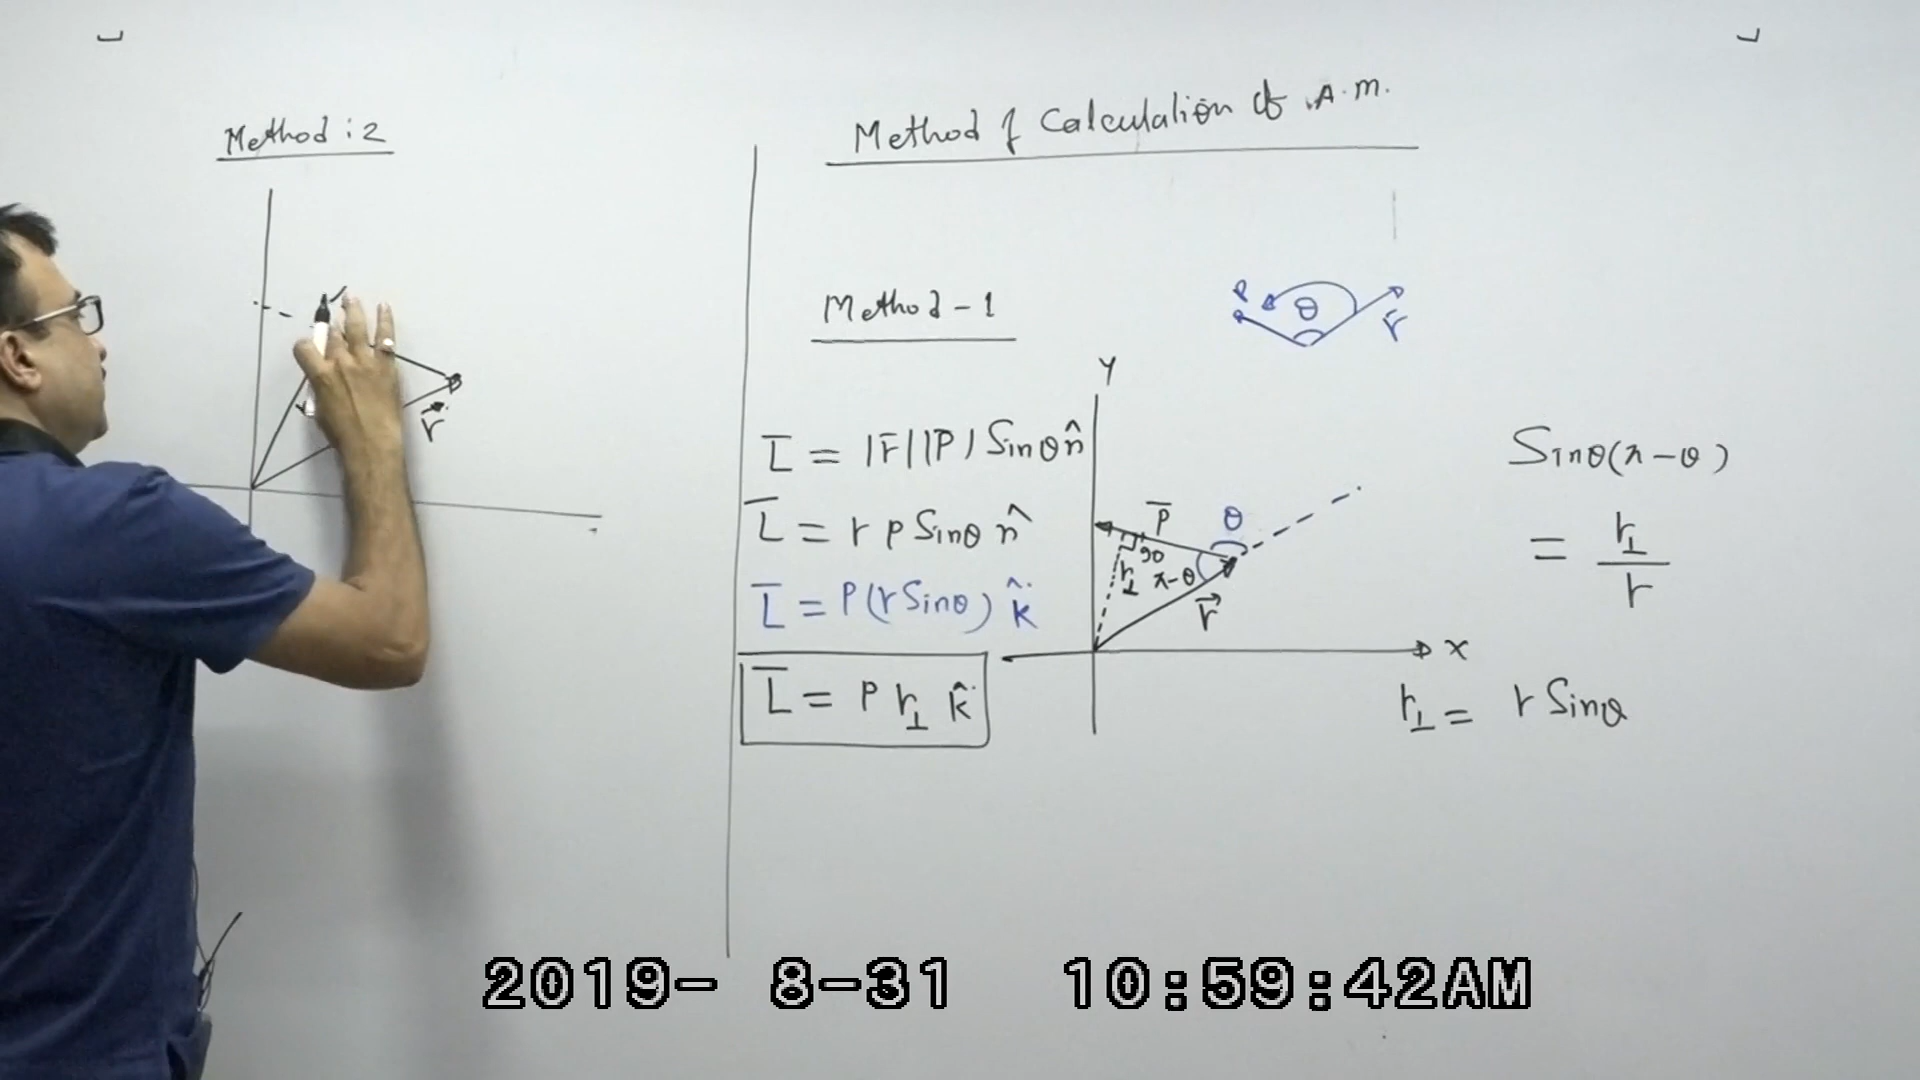 Method : 2
r⃗
Method of Calculation of A.M.
Method - 1
P θ r̄
L̄ = |r̄||P̄| Sinθ n̂
L̄ = r p Sinθ n̂
L̄ = P(r Sinθ) k̂
L̄ = P r⊥ k̂
Y
P̄ θ
90
r⊥ π-θ
r⃗
X
Sinθ(π-θ)
= r⊥/r
r⊥ = r Sinθ
2019- 8-31 10:59:42AM